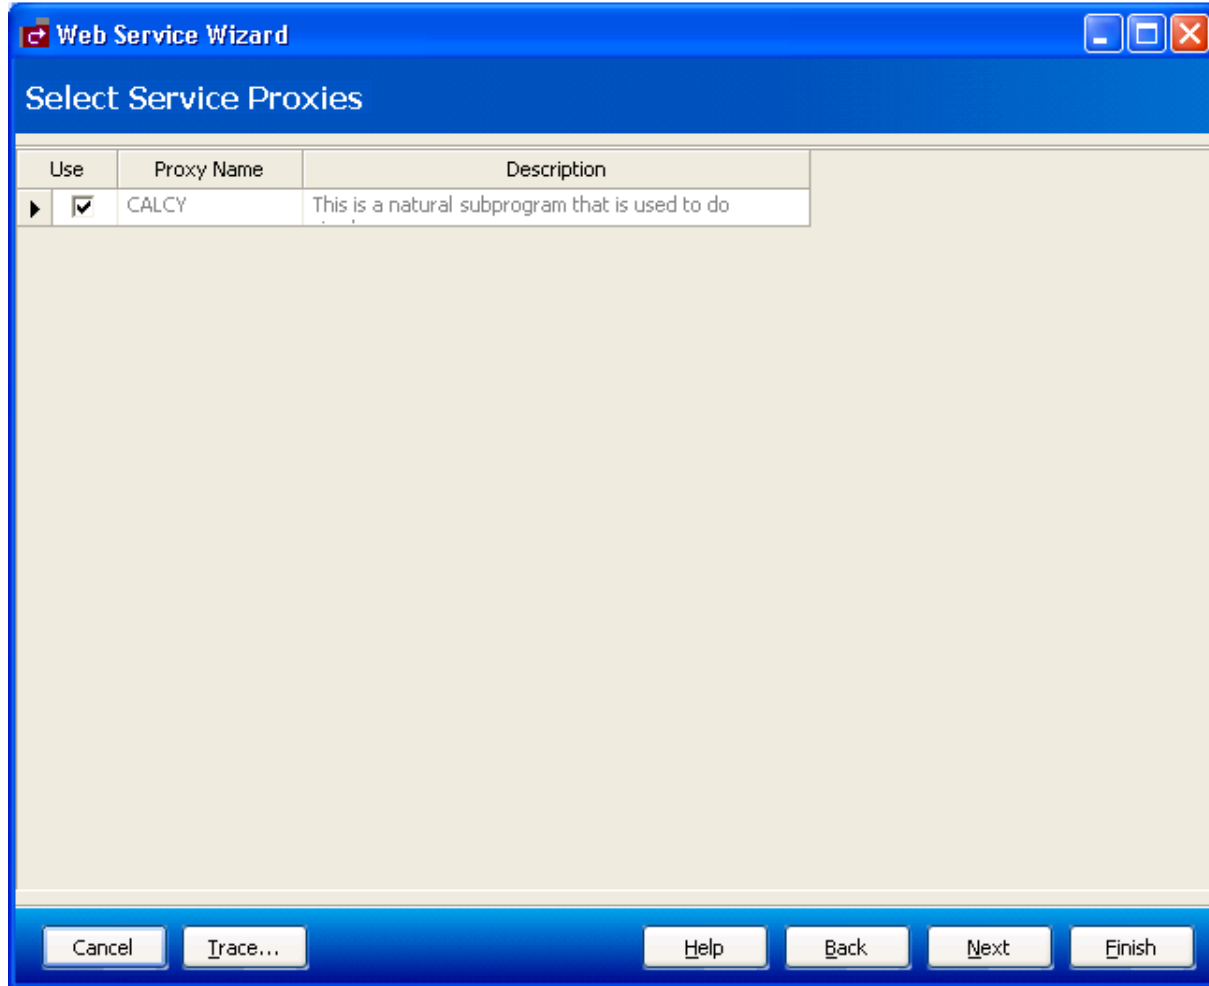 Web Service Wizard
Select Service Proxies
Use Proxy Name Description
CALCY This is a natural subprogram that is used to do
Cancel Trace... Help Back Next Finish